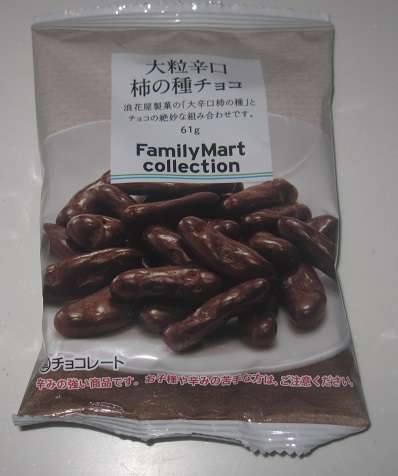 大粒辛口
柿の種チョコ
浪花屋製菓の「大辛口柿の種」と
チョコの絶妙な組み合わせです。
61g
FamilyMart
collection
チョコレート
辛みの強い商品です。お子様や辛みの苦手な方は、ご注意ください。